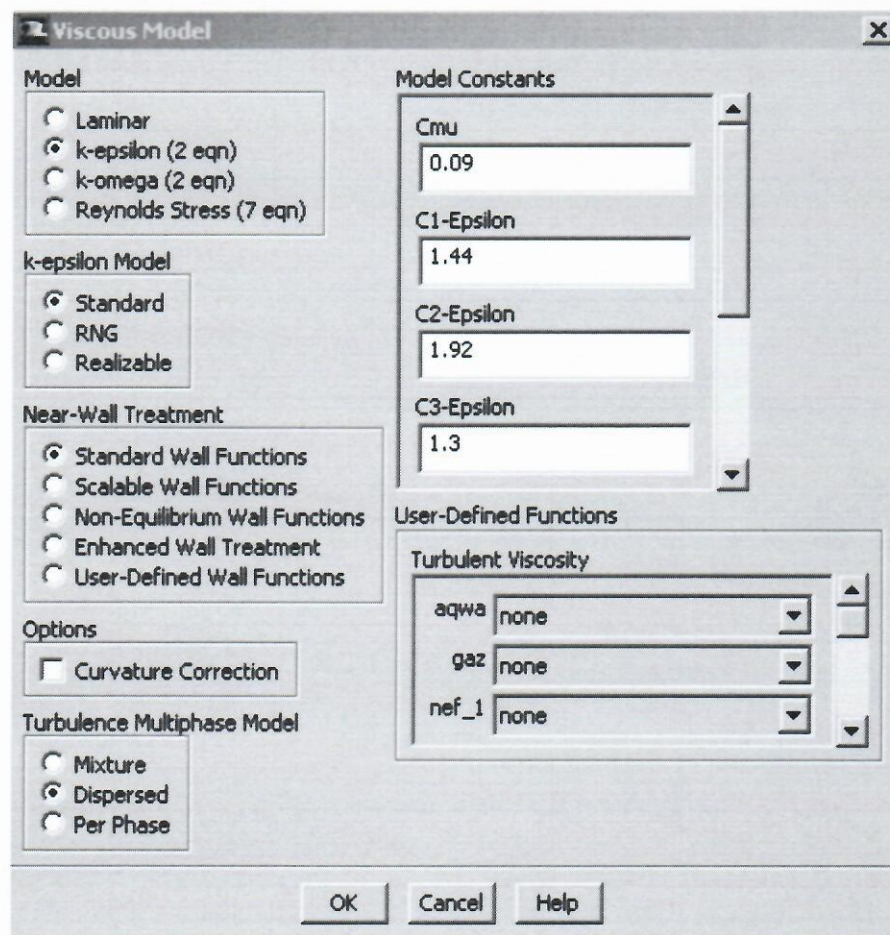 Viscous Model
Model
Laminar
k-epsilon (2 eqn)
k-omega (2 eqn)
Reynolds Stress (7 eqn)
k-epsilon Model
Standard
RNG
Realizable
Near-Wall Treatment
Standard Wall Functions
Scalable Wall Functions
Non-Equilibrium Wall Functions
Enhanced Wall Treatment
User-Defined Wall Functions
Options
Curvature Correction
Turbulence Multiphase Model
Mixture
Dispersed
Per Phase
Model Constants
Cmu
0.09
C1-Epsilon
1.44
C2-Epsilon
1.92
C3-Epsilon
1.3
User-Defined Functions
Turbulent Viscosity
aqwa none
gaz none
nef_1 none
OK Cancel Help